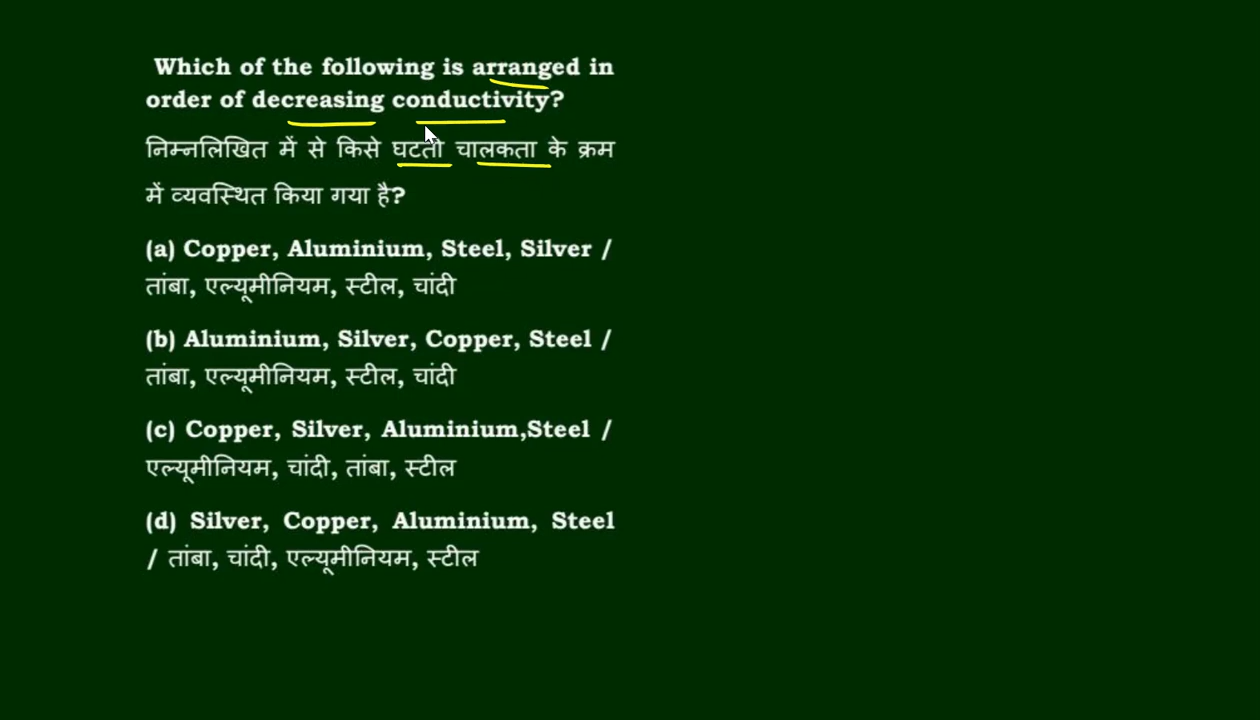 Which of the following is arranged in
order of decreasing conductivity?
निम्नलिखित में से किसे घटती चालकता के क्रम
में व्यवस्थित किया गया है?
(a) Copper, Aluminium, Steel, Silver /
तांबा, एल्यूमीनियम, स्टील, चांदी
(b) Aluminium, Silver, Copper, Steel /
तांबा, एल्यूमीनियम, स्टील, चांदी
(c) Copper, Silver, Aluminium,Steel /
एल्यूमीनियम, चांदी, तांबा, स्टील
(d) Silver, Copper, Aluminium, Steel
/ तांबा, चांदी, एल्यूमीनियम, स्टील